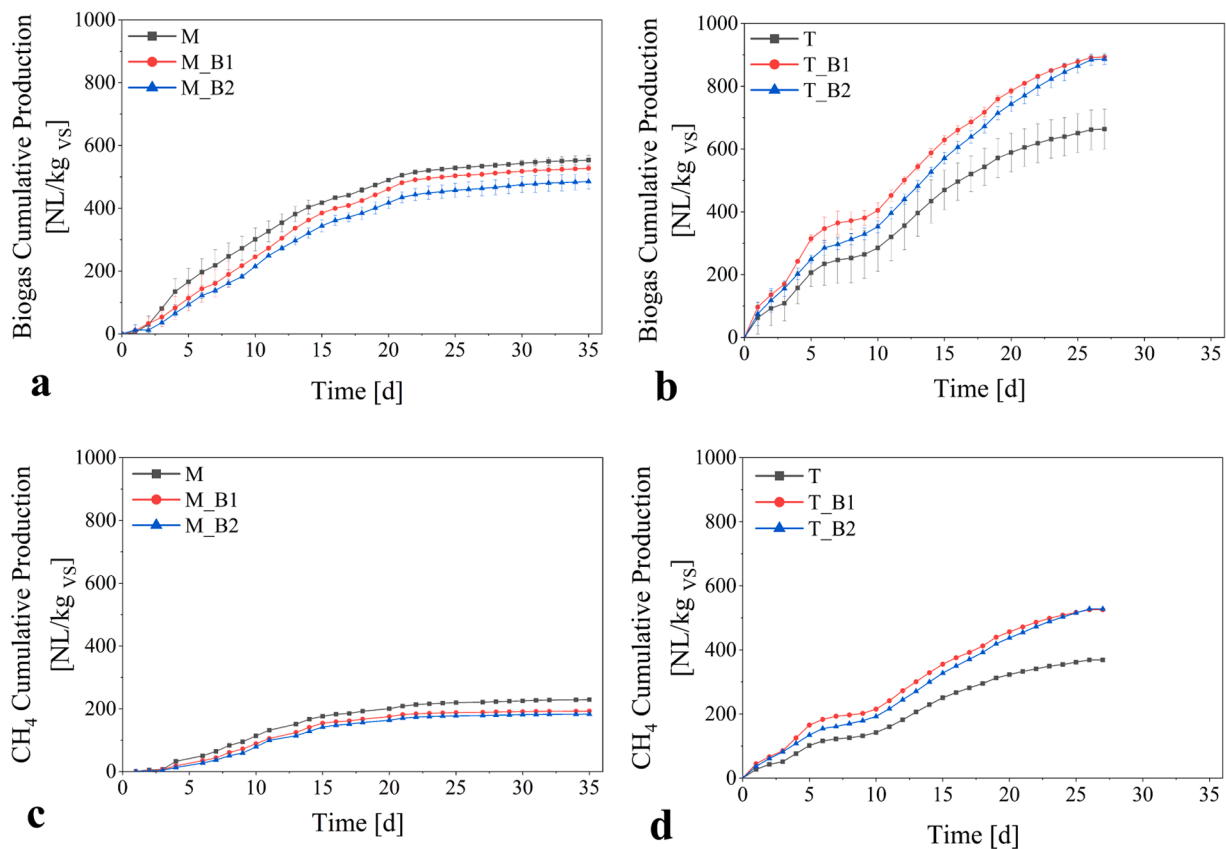 Biogas Cumulative Production
[NL/kg VS]
1000
800
600
400
200
0
M
M_B1
M_B2
0 5 10 15 20 25 30 35
Time [d]
a
Biogas Cumulative Production
[NL/kg VS]
1000
800
600
400
200
0
T
T_B1
T_B2
0 5 10 15 20 25 30 35
Time [d]
b
CH4 Cumulative Production
[NL/kg VS]
1000
800
600
400
200
0
M
M_B1
M_B2
0 5 10 15 20 25 30 35
Time [d]
c
CH4 Cumulative Production
[NL/kg VS]
1000
800
600
400
200
0
T
T_B1
T_B2
0 5 10 15 20 25 30 35
Time [d]
d